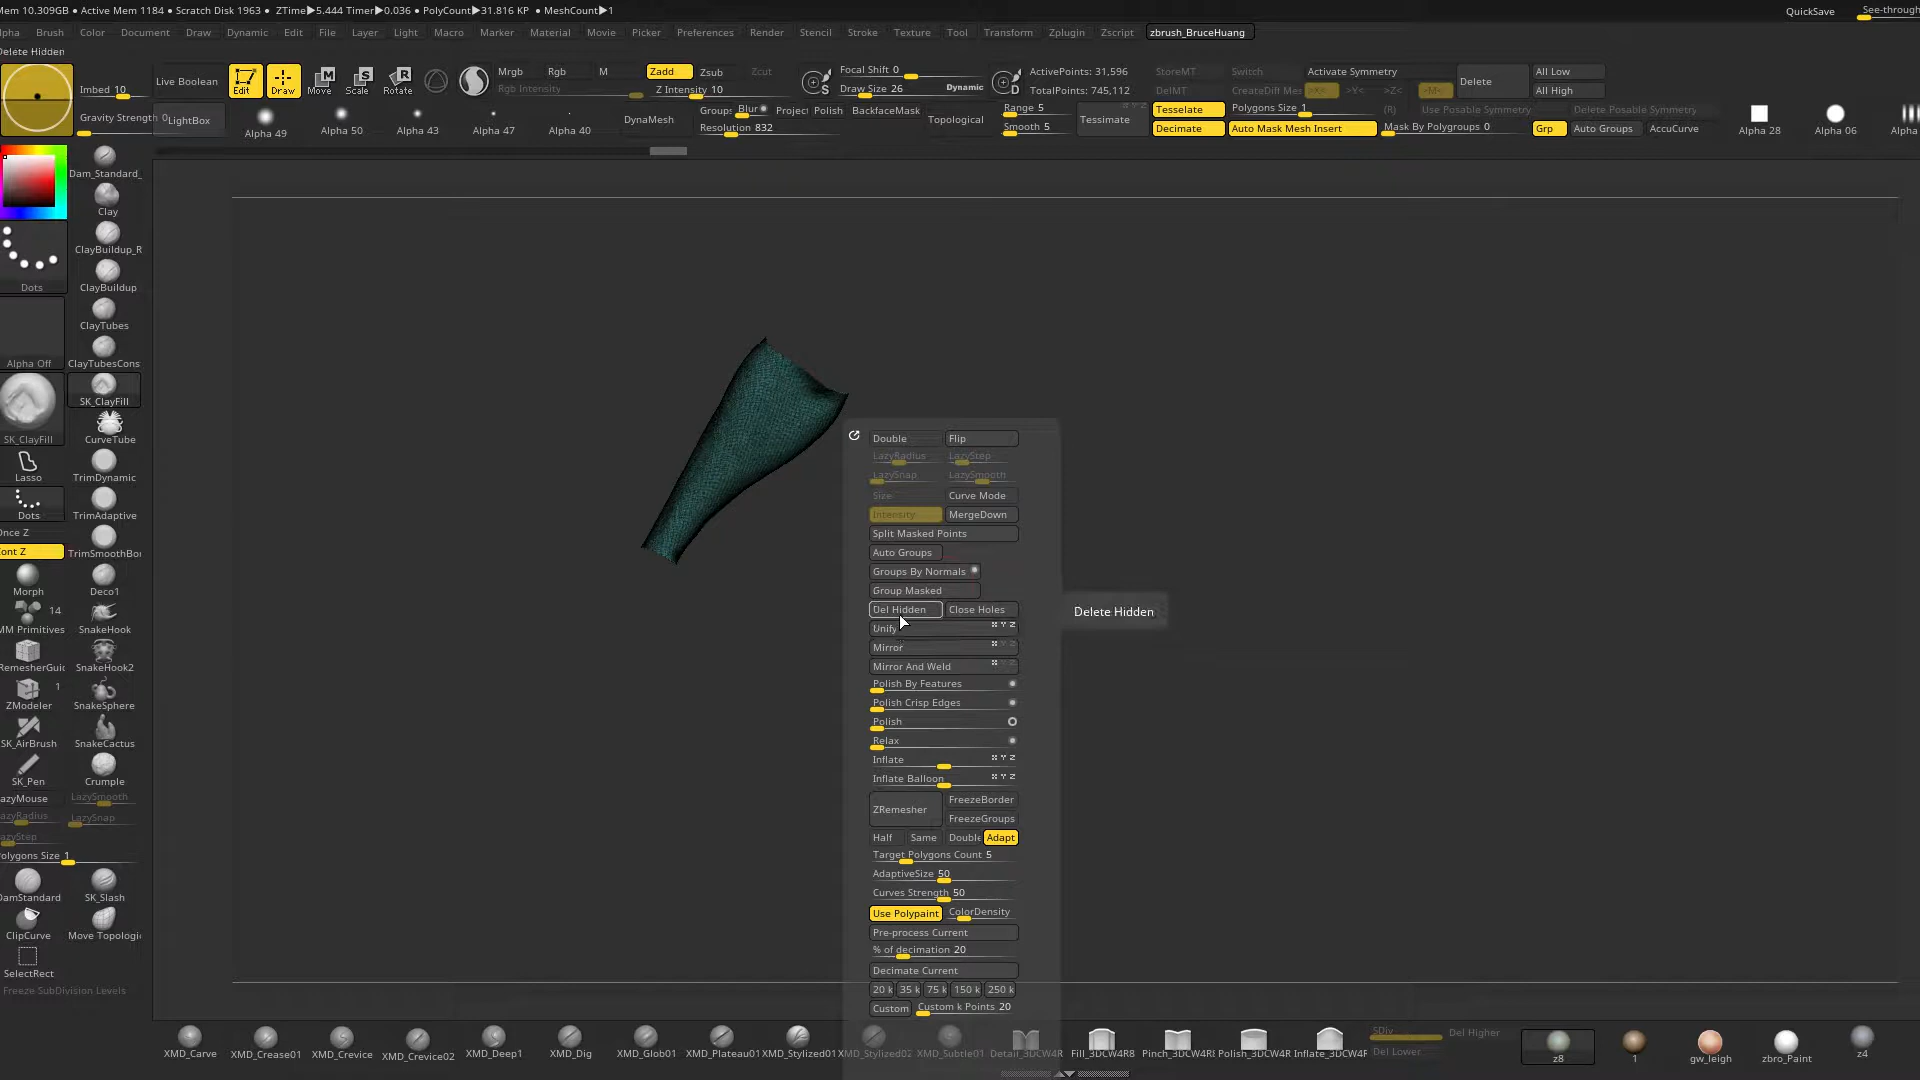 Mem 10.309GB • Active Mem 1184 • Scratch Disk 1963 • ZTime▶5.444 Timer▶0.036 • PolyCount▶31.816 KP • MeshCount▶1
QuickSave See-through
Brush Color Document Draw Dynamic Edit File Layer Light Macro Marker Material Movie Picker Preferences Render Stencil Stroke Texture Tool Transform Zplugin Zscript zbrush_BruceHuang
Delete Hidden
Imbed 10
Gravity Strength 0
Live Boolean
LightBox
Edit Draw Move Scale Rotate
Mrgb Rgb M Zadd Zsub Zcut
Rgb Intensity Z Intensity 10
Focal Shift 0
Draw Size 26 Dynamic
ActivePoints: 31,596
TotalPoints: 745,112
StoreMT Switch Activate Symmetry
DelMT CreateDiff Mes >X< >Y< >Z< >M<
Delete All Low
All High
Alpha 49 Alpha 50 Alpha 43 Alpha 47 Alpha 40
DynaMesh
Groups Blur Project Polish BackfaceMask
Resolution 832
Topological
Range 5
Smooth 5
Tessimate
Tesselate Polygons Size 1 (R) Use Posable Symmetry Delete Posable Symmetry
Decimate Auto Mask Mesh Insert Mask By Polygroups 0 Grp Auto Groups AccuCurve
Alpha 28 Alpha 06
Dam_Standard_
Clay
ClayBuildup_R
Dots ClayBuildup
ClayTubes
Alpha Off ClayTubesCons
SK_ClayFill
SK_ClayFill CurveTube
Lasso TrimDynamic
Dots TrimAdaptive
Once Z
Cont Z TrimSmoothBor
Morph Deco1
14
MM Primitives SnakeHook
RemesherGuid SnakeHook2
1
ZModeler SnakeSphere
SK_AirBrush SnakeCactus
SK_Pen Crumple
LazyMouse LazySmooth
LazyRadius LazySnap
LazyStep
Polygons Size 1
DamStandard SK_Slash
ClipCurve Move Topologic
SelectRect
Freeze SubDivision Levels
Double Flip
LazyRadius LazyStep
LazySnap LazySmooth
Size Curve Mode
Intensity MergeDown
Split Masked Points
Auto Groups
Groups By Normals
Group Masked
Del Hidden Close Holes
Delete Hidden
Unify
Mirror
Mirror And Weld
Polish By Features
Polish Crisp Edges
Polish
Relax
Inflate
Inflate Balloon
ZRemesher FreezeBorder
FreezeGroups
Half Same Double Adapt
Target Polygons Count 5
AdaptiveSize 50
Curves Strength 50
Use Polypaint ColorDensity
Pre-process Current
% of decimation 20
Decimate Current
20 k 35 k 75 k 150 k 250 k
Custom Custom k Points 20
XMD_Carve XMD_Crease01 XMD_Crevice XMD_Crevice02 XMD_Deep1 XMD_Dig XMD_Glob01 XMD_Plateau01 XMD_Stylized01 XMD_Stylized02 XMD_Subtle01 Detail_3DCW4R Fill_3DCW4R8 Pinch_3DCW4R8 Polish_3DCW4R Inflate_3DCW4F
SDiv Del Higher
Del Lower
z8 1 gw_leigh zbro_Paint z4